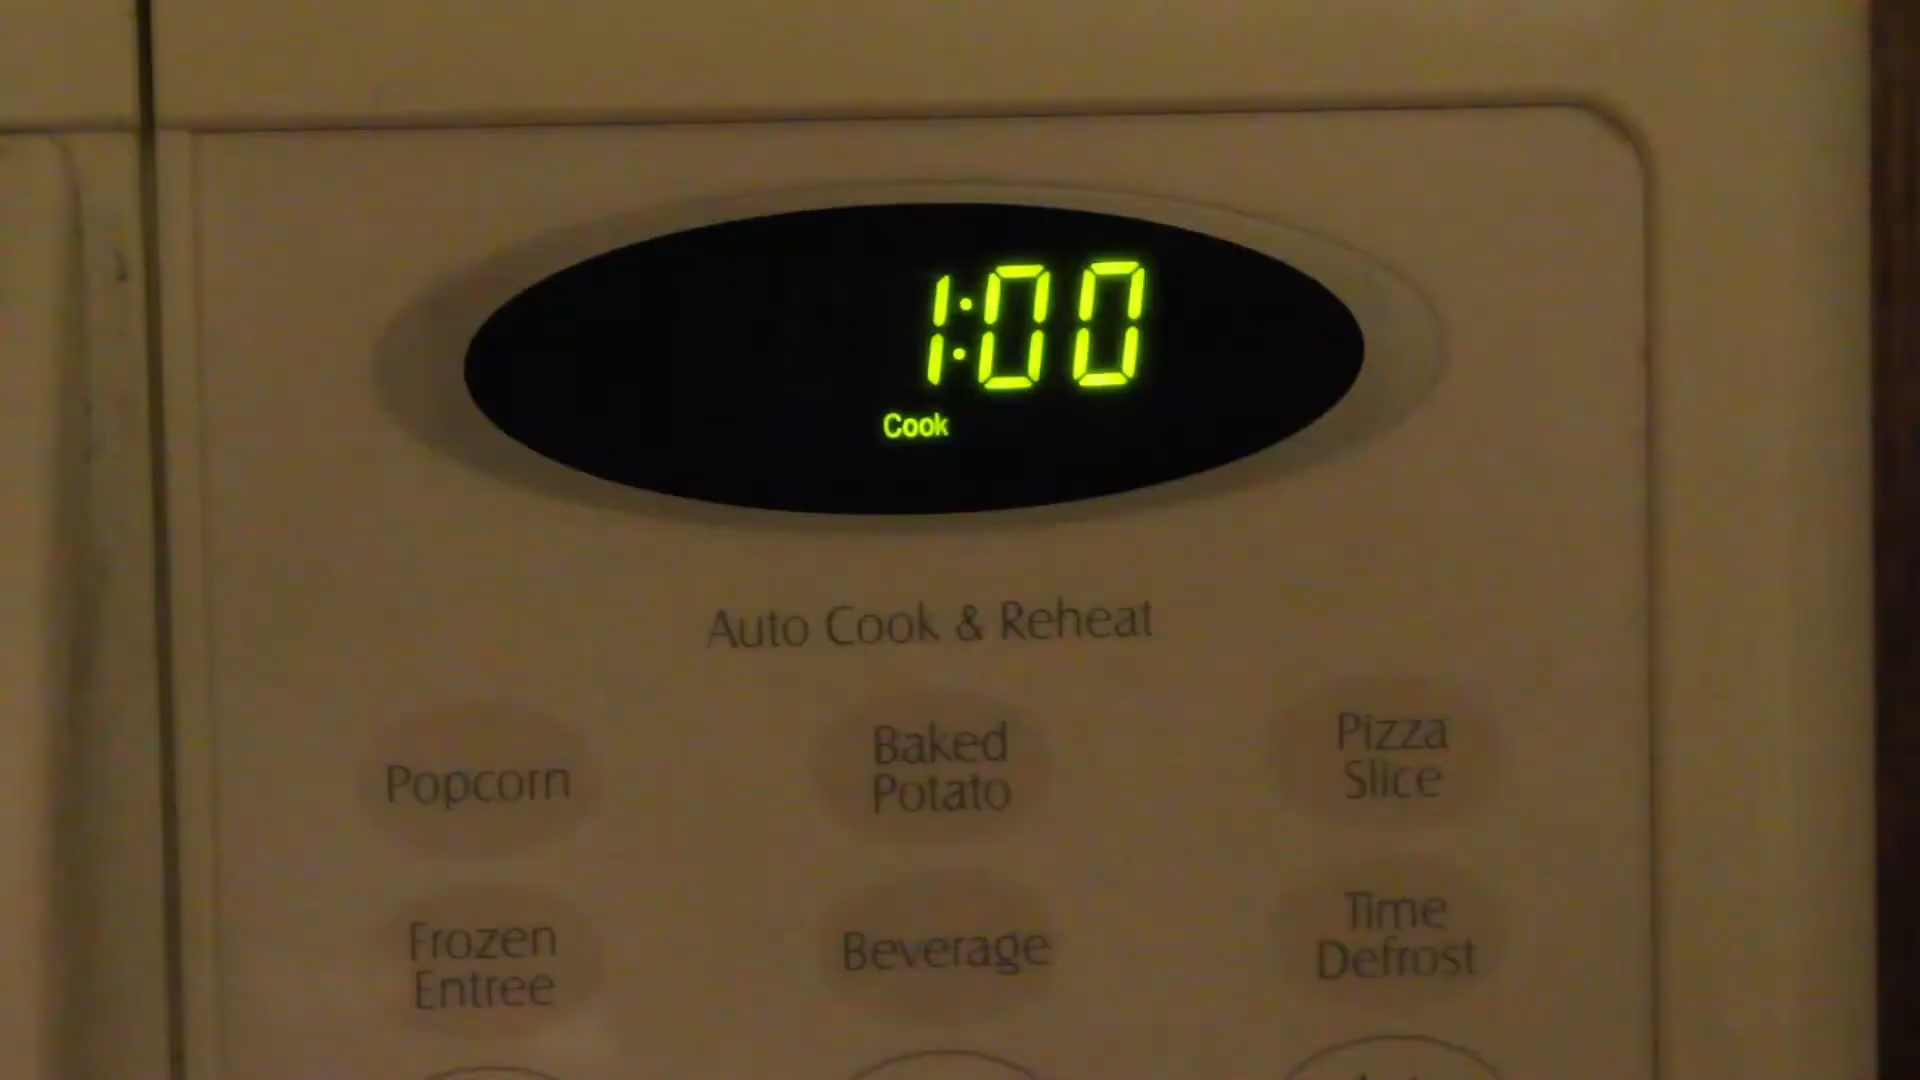 1:00
Cook
Auto Cook & Reheat
Popcorn
Baked
Potato
Pizza
Slice
Frozen
Entree
Beverage
Time
Defrost